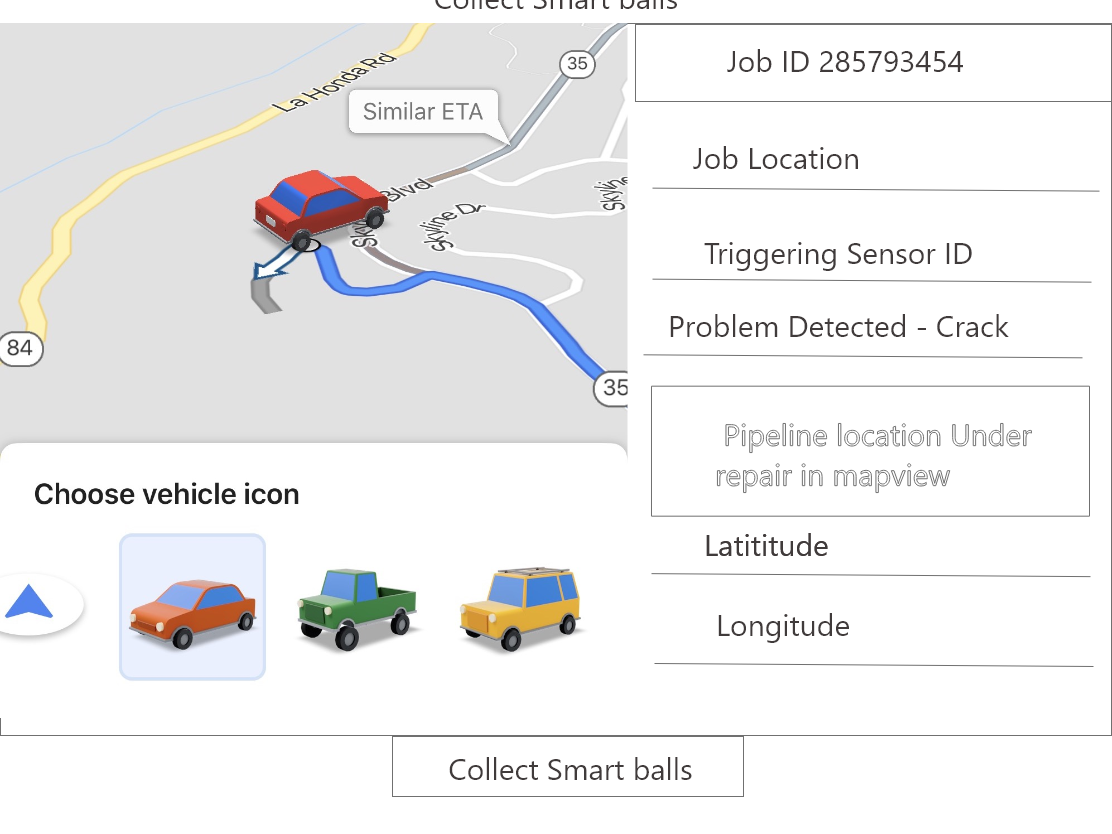 Collect Smart balls
La Honda Rd
35
Similar ETA
Blvd
Sky
Skyline Dr
84
35
Choose vehicle icon
Job ID 285793454
Job Location
Triggering Sensor ID
Problem Detected - Crack
Pipeline location Under
repair in mapview
Latititude
Longitude
Collect Smart balls